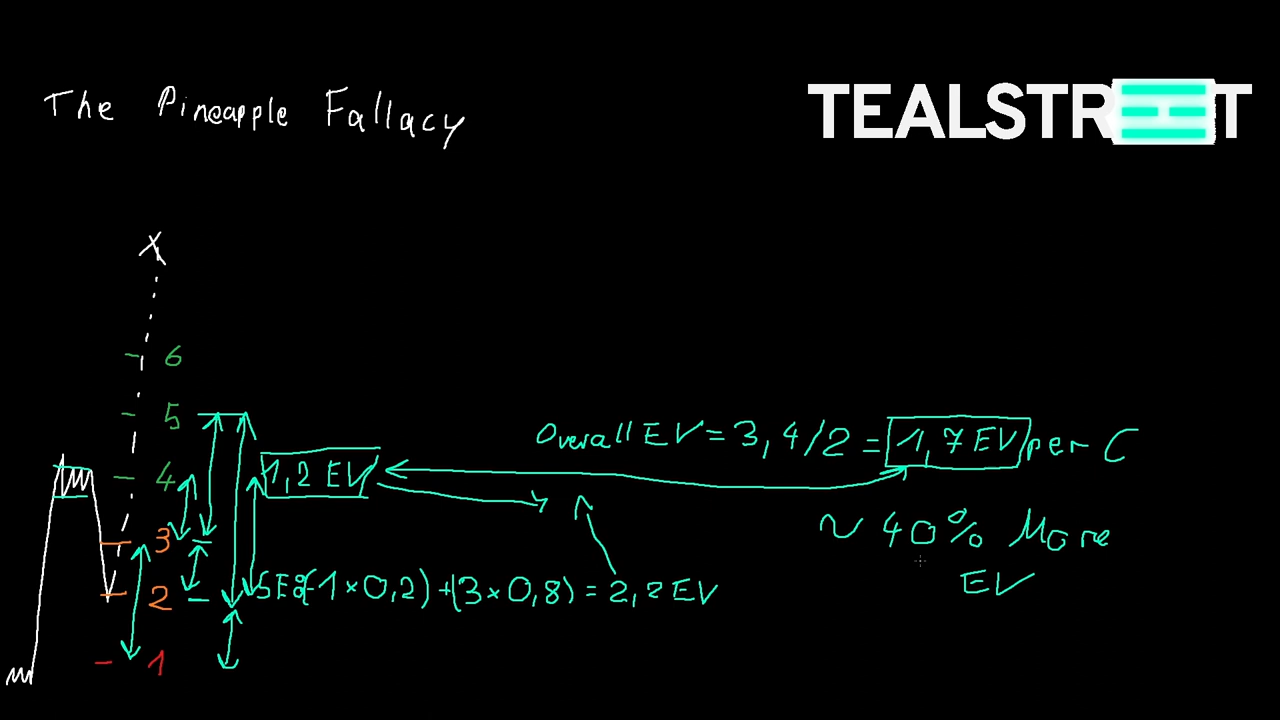 The Pineapple Fallacy
TEALSTREET
X
6
5
Overall EV = 3,4/2 = 1,7 EV per C
4
1,2 EV
3
~ 40% More
EV
2
(-1×0,2) + (3×0,8) = 2,2 EV
1